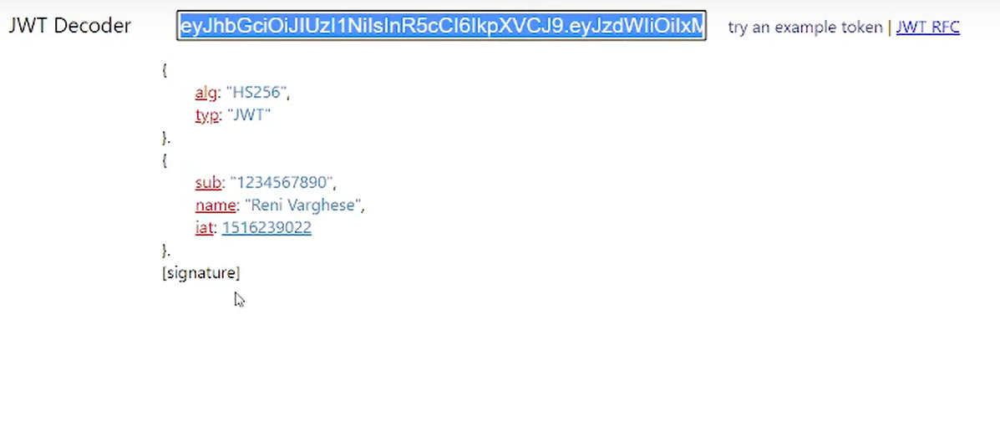 JWT Decoder
eyJhbGciOiJIUzI1NiIsInR5cCI6IkpXVCJ9.eyJzdWIiOiIxM
try an example token | JWT RFC
{
alg: "HS256",
typ: "JWT"
}.
{
sub: "1234567890",
name: "Reni Varghese",
iat: 1516239022
}.
[signature]